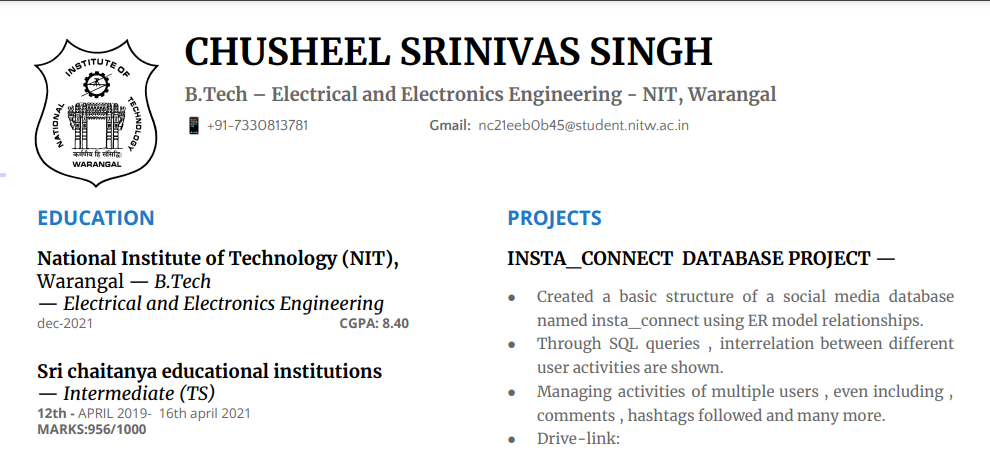 INSTITUTE OF
NATIONAL
TECHNOLOGY
WARANGAL
CHUSHEEL SRINIVAS SINGH
B.Tech – Electrical and Electronics Engineering - NIT, Warangal
+91-7330813781 Gmail: nc21eeb0b45@student.nitw.ac.in
EDUCATION
National Institute of Technology (NIT),
Warangal — B.Tech
— Electrical and Electronics Engineering
dec-2021 CGPA: 8.40
Sri chaitanya educational institutions
— Intermediate (TS)
12th - APRIL 2019- 16th april 2021
MARKS:956/1000
PROJECTS
INSTA_CONNECT DATABASE PROJECT —
● Created a basic structure of a social media database
named insta_connect using ER model relationships.
● Through SQL queries , interrelation between different
user activities are shown.
● Managing activities of multiple users , even including ,
comments , hashtags followed and many more.
● Drive-link: